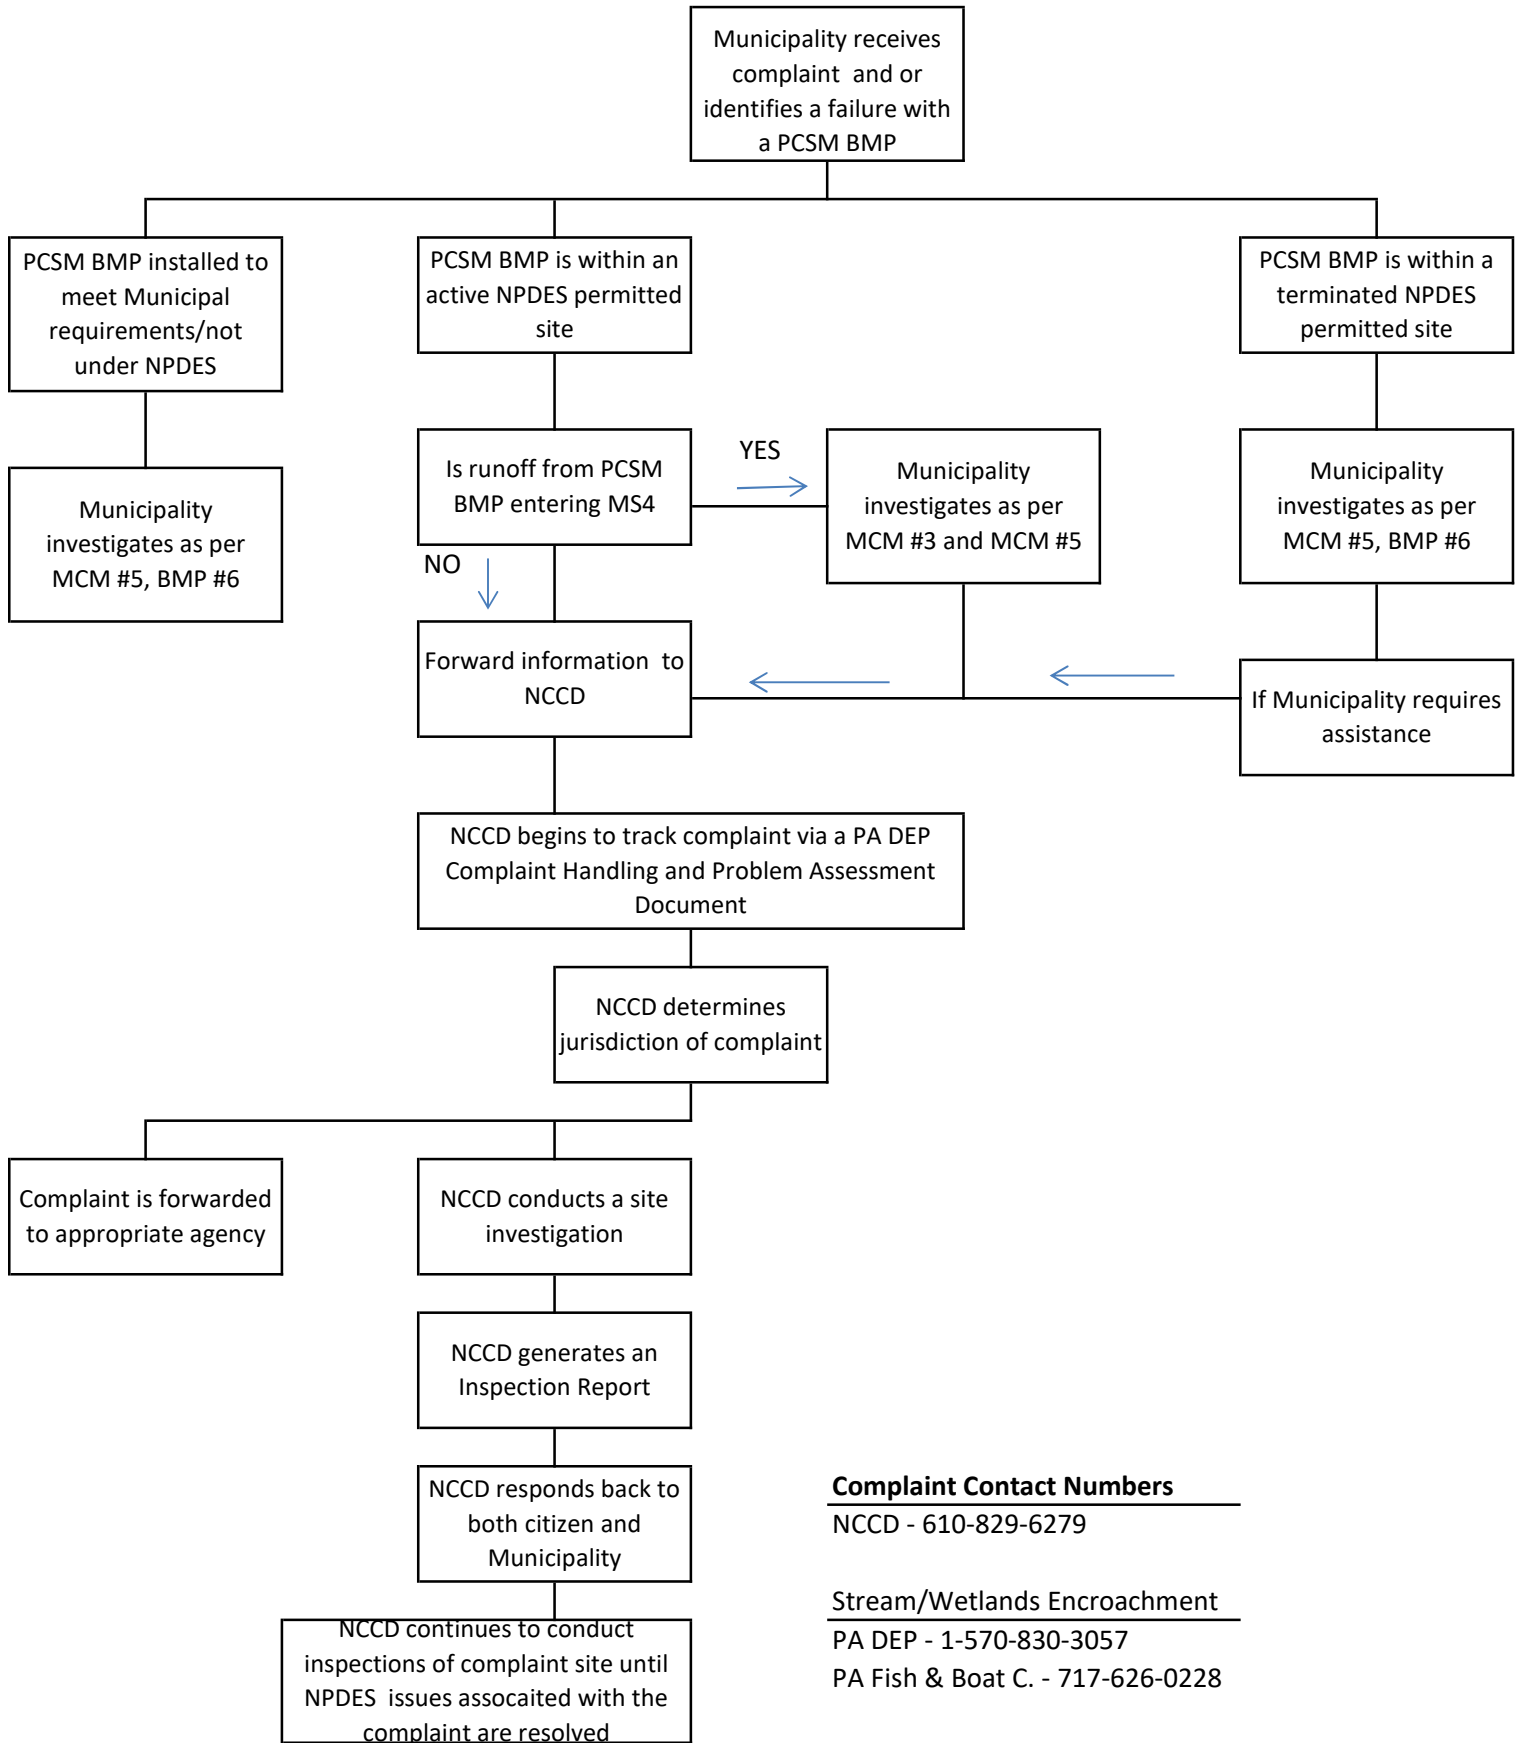 Municipality receives
complaint and or
identifies a failure with
a PCSM BMP
PCSM BMP installed to
meet Municipal
requirements/not
under NPDES
PCSM BMP is within an
active NPDES permitted
site
PCSM BMP is within a
terminated NPDES
permitted site
Municipality
investigates as per
MCM #5, BMP #6
Is runoff from PCSM
BMP entering MS4
YES
NO
Municipality
investigates as per
MCM #3 and MCM #5
Municipality
investigates as per
MCM #5, BMP #6
Forward information to
NCCD
If Municipality requires
assistance
NCCD begins to track complaint via a PA DEP
Complaint Handling and Problem Assessment
Document
NCCD determines
jurisdiction of complaint
Complaint is forwarded
to appropriate agency
NCCD conducts a site
investigation
NCCD generates an
Inspection Report
NCCD responds back to
both citizen and
Municipality
NCCD continues to conduct
inspections of complaint site until
NPDES issues assocaited with the
complaint are resolved
Complaint Contact Numbers
NCCD - 610-829-6279
Stream/Wetlands Encroachment
PA DEP - 1-570-830-3057
PA Fish & Boat C. - 717-626-0228